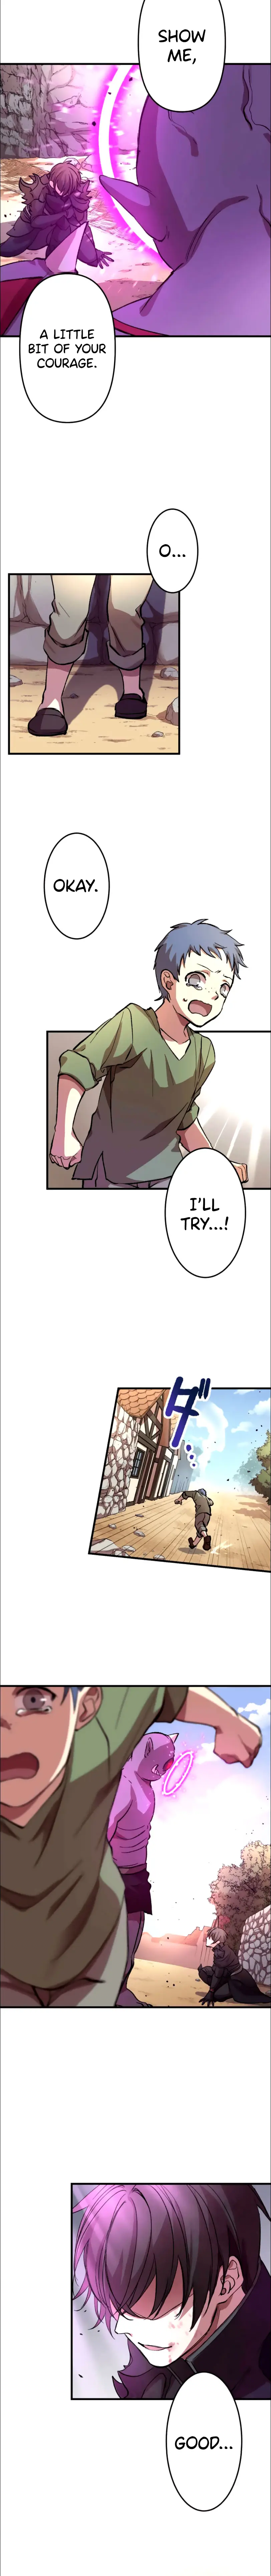 SHOW
ME,
A LITTLE
BIT OF YOUR
COURAGE.
O...
OKAY.
I'LL
TRY...!
ダ
GOOD...